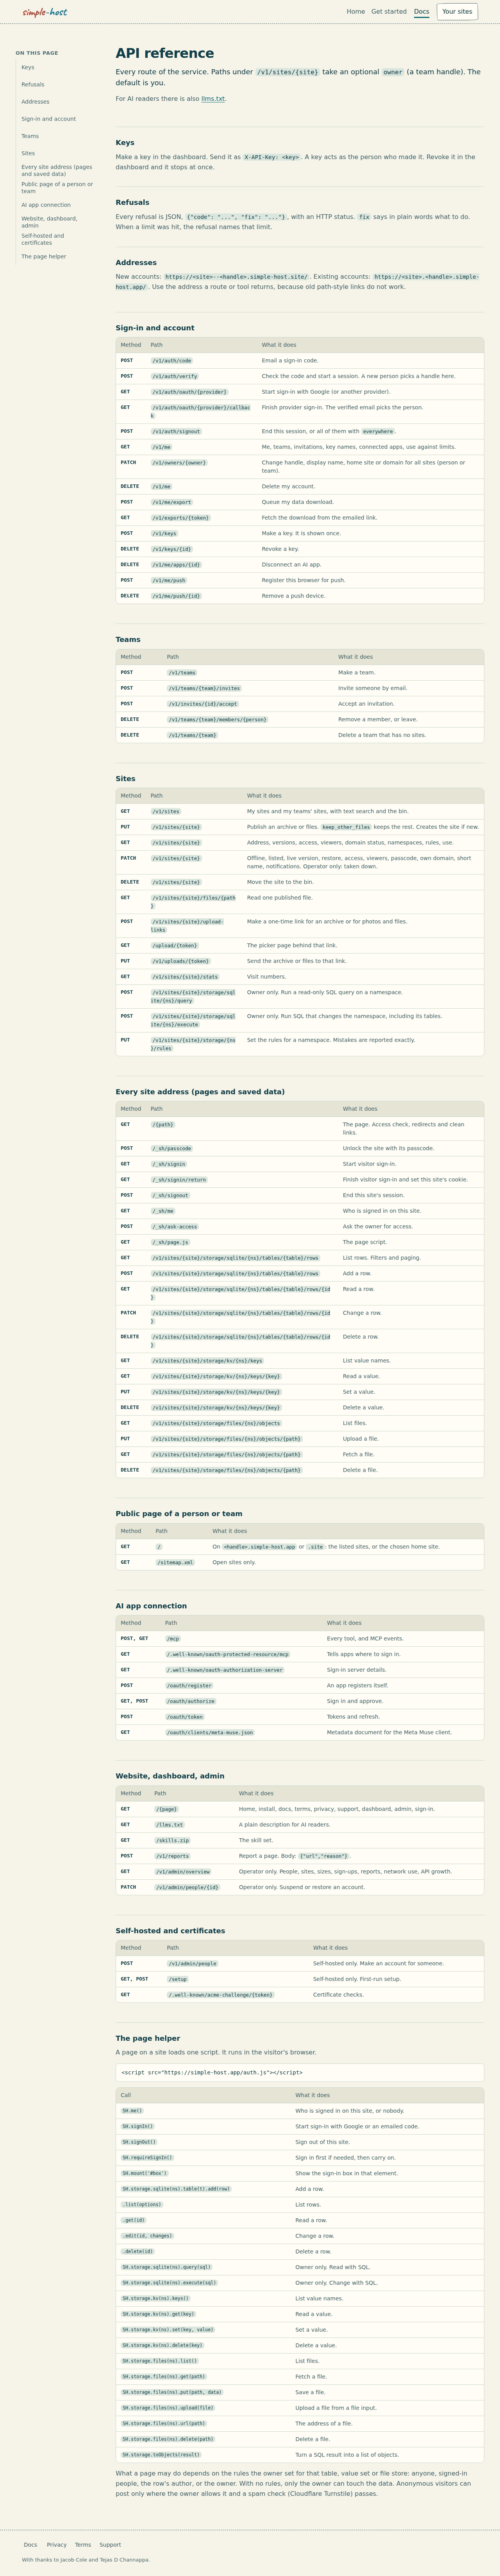 simple-host
Home Get started Docs Your sites
ON THIS PAGE
Keys
Refusals
Addresses
Sign-in and account
Teams
Sites
Every site address (pages
and saved data)
Public page of a person or
team
AI app connection
Website, dashboard,
admin
Self-hosted and
certificates
The page helper
API reference
Every route of the service. Paths under /v1/sites/{site} take an optional owner (a team handle). The
default is you.
For AI readers there is also llms.txt.
Keys
Make a key in the dashboard. Send it as X-API-Key: <key>. A key acts as the person who made it. Revoke it in the
dashboard and it stops at once.
Refusals
Every refusal is JSON, {"code": "...", "fix": "..."}, with an HTTP status. fix says in plain words what to do.
When a limit was hit, the refusal names that limit.
Addresses
New accounts: https://<site>--<handle>.simple-host.site/. Existing accounts: https://<site>.<handle>.simple-
host.app/. Use the address a route or tool returns, because old path-style links do not work.
Sign-in and account
Method Path What it does
POST /v1/auth/code Email a sign-in code.
POST /v1/auth/verify Check the code and start a session. A new person picks a handle here.
GET /v1/auth/oauth/{provider} Start sign-in with Google (or another provider).
GET /v1/auth/oauth/{provider}/callbac Finish provider sign-in. The verified email picks the person.
k
POST /v1/auth/signout End this session, or all of them with everywhere.
GET /v1/me Me, teams, invitations, key names, connected apps, use against limits.
PATCH /v1/owners/{owner} Change handle, display name, home site or domain for all sites (person or
team).
DELETE /v1/me Delete my account.
POST /v1/me/export Queue my data download.
GET /v1/exports/{token} Fetch the download from the emailed link.
POST /v1/keys Make a key. It is shown once.
DELETE /v1/keys/{id} Revoke a key.
DELETE /v1/me/apps/{id} Disconnect an AI app.
POST /v1/me/push Register this browser for push.
DELETE /v1/me/push/{id} Remove a push device.
Teams
Method Path What it does
POST /v1/teams Make a team.
POST /v1/teams/{team}/invites Invite someone by email.
POST /v1/invites/{id}/accept Accept an invitation.
DELETE /v1/teams/{team}/members/{person} Remove a member, or leave.
DELETE /v1/teams/{team} Delete a team that has no sites.
Sites
Method Path What it does
GET /v1/sites My sites and my teams' sites, with text search and the bin.
PUT /v1/sites/{site} Publish an archive or files. keep_other_files keeps the rest. Creates the site if new.
GET /v1/sites/{site} Address, versions, access, viewers, domain status, namespaces, rules, use.
PATCH /v1/sites/{site} Offline, listed, live version, restore, access, viewers, passcode, own domain, short
name, notifications. Operator only: taken down.
DELETE /v1/sites/{site} Move the site to the bin.
GET /v1/sites/{site}/files/{path Read one published file.
}
POST /v1/sites/{site}/upload- Make a one-time link for an archive or for photos and files.
links
GET /upload/{token} The picker page behind that link.
PUT /v1/uploads/{token} Send the archive or files to that link.
GET /v1/sites/{site}/stats Visit numbers.
POST /v1/sites/{site}/storage/sql Owner only. Run a read-only SQL query on a namespace.
ite/{ns}/query
POST /v1/sites/{site}/storage/sql Owner only. Run SQL that changes the namespace, including its tables.
ite/{ns}/execute
PUT /v1/sites/{site}/storage/{ns Set the rules for a namespace. Mistakes are reported exactly.
}/rules
Every site address (pages and saved data)
Method Path What it does
GET /{path} The page. Access check, redirects and clean
links.
POST /_sh/passcode Unlock the site with its passcode.
GET /_sh/signin Start visitor sign-in.
GET /_sh/signin/return Finish visitor sign-in and set this site's cookie.
POST /_sh/signout End this site's session.
GET /_sh/me Who is signed in on this site.
POST /_sh/ask-access Ask the owner for access.
GET /_sh/page.js The page script.
GET /v1/sites/{site}/storage/sqlite/{ns}/tables/{table}/rows List rows. Filters and paging.
POST /v1/sites/{site}/storage/sqlite/{ns}/tables/{table}/rows Add a row.
GET /v1/sites/{site}/storage/sqlite/{ns}/tables/{table}/rows/{id Read a row.
}
PATCH /v1/sites/{site}/storage/sqlite/{ns}/tables/{table}/rows/{id Change a row.
}
DELETE /v1/sites/{site}/storage/sqlite/{ns}/tables/{table}/rows/{id Delete a row.
}
GET /v1/sites/{site}/storage/kv/{ns}/keys List value names.
GET /v1/sites/{site}/storage/kv/{ns}/keys/{key} Read a value.
PUT /v1/sites/{site}/storage/kv/{ns}/keys/{key} Set a value.
DELETE /v1/sites/{site}/storage/kv/{ns}/keys/{key} Delete a value.
GET /v1/sites/{site}/storage/files/{ns}/objects List files.
PUT /v1/sites/{site}/storage/files/{ns}/objects/{path} Upload a file.
GET /v1/sites/{site}/storage/files/{ns}/objects/{path} Fetch a file.
DELETE /v1/sites/{site}/storage/files/{ns}/objects/{path} Delete a file.
Public page of a person or team
Method Path What it does
GET / On <handle>.simple-host.app or .site: the listed sites, or the chosen home site.
GET /sitemap.xml Open sites only.
AI app connection
Method Path What it does
POST, GET /mcp Every tool, and MCP events.
GET /.well-known/oauth-protected-resource/mcp Tells apps where to sign in.
GET /.well-known/oauth-authorization-server Sign-in server details.
POST /oauth/register An app registers itself.
GET, POST /oauth/authorize Sign in and approve.
POST /oauth/token Tokens and refresh.
GET /oauth/clients/meta-muse.json Metadata document for the Meta Muse client.
Website, dashboard, admin
Method Path What it does
GET /{page} Home, install, docs, terms, privacy, support, dashboard, admin, sign-in.
GET /llms.txt A plain description for AI readers.
GET /skills.zip The skill set.
POST /v1/reports Report a page. Body: {"url","reason"}.
GET /v1/admin/overview Operator only. People, sites, sizes, sign-ups, reports, network use, API growth.
PATCH /v1/admin/people/{id} Operator only. Suspend or restore an account.
Self-hosted and certificates
Method Path What it does
POST /v1/admin/people Self-hosted only. Make an account for someone.
GET, POST /setup Self-hosted only. First-run setup.
GET /.well-known/acme-challenge/{token} Certificate checks.
The page helper
A page on a site loads one script. It runs in the visitor's browser.
<script src="https://simple-host.app/auth.js"></script>
Call What it does
SH.me() Who is signed in on this site, or nobody.
SH.signIn() Start sign-in with Google or an emailed code.
SH.signOut() Sign out of this site.
SH.requireSignIn() Sign in first if needed, then carry on.
SH.mount('#box') Show the sign-in box in that element.
SH.storage.sqlite(ns).table(t).add(row) Add a row.
.list(options) List rows.
.get(id) Read a row.
.edit(id, changes) Change a row.
.delete(id) Delete a row.
SH.storage.sqlite(ns).query(sql) Owner only. Read with SQL.
SH.storage.sqlite(ns).execute(sql) Owner only. Change with SQL.
SH.storage.kv(ns).keys() List value names.
SH.storage.kv(ns).get(key) Read a value.
SH.storage.kv(ns).set(key, value) Set a value.
SH.storage.kv(ns).delete(key) Delete a value.
SH.storage.files(ns).list() List files.
SH.storage.files(ns).get(path) Fetch a file.
SH.storage.files(ns).put(path, data) Save a file.
SH.storage.files(ns).upload(file) Upload a file from a file input.
SH.storage.files(ns).url(path) The address of a file.
SH.storage.files(ns).delete(path) Delete a file.
SH.storage.toObjects(result) Turn a SQL result into a list of objects.
What a page may do depends on the rules the owner set for that table, value set or file store: anyone, signed-in
people, the row's author, or the owner. With no rules, only the owner can touch the data. Anonymous visitors can
post only where the owner allows it and a spam check (Cloudflare Turnstile) passes.
Docs Privacy Terms Support
With thanks to Jacob Cole and Tejas D Channappa.